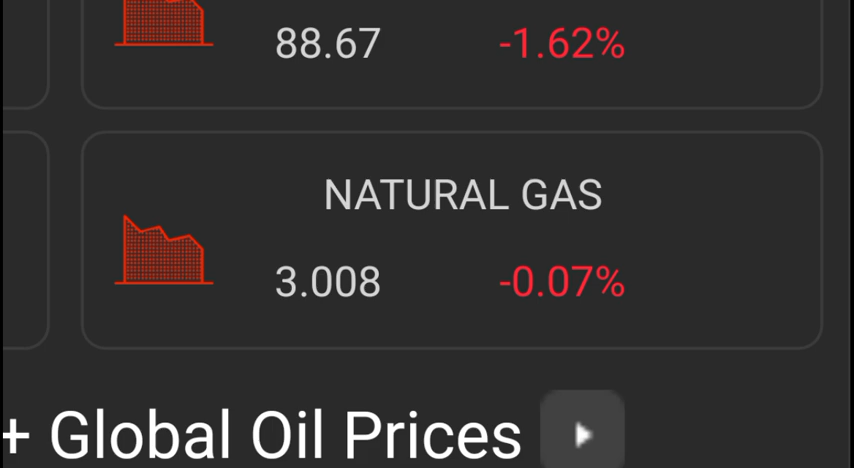 88.67 -1.62%
NATURAL GAS
3.008 -0.07%
+ Global Oil Prices